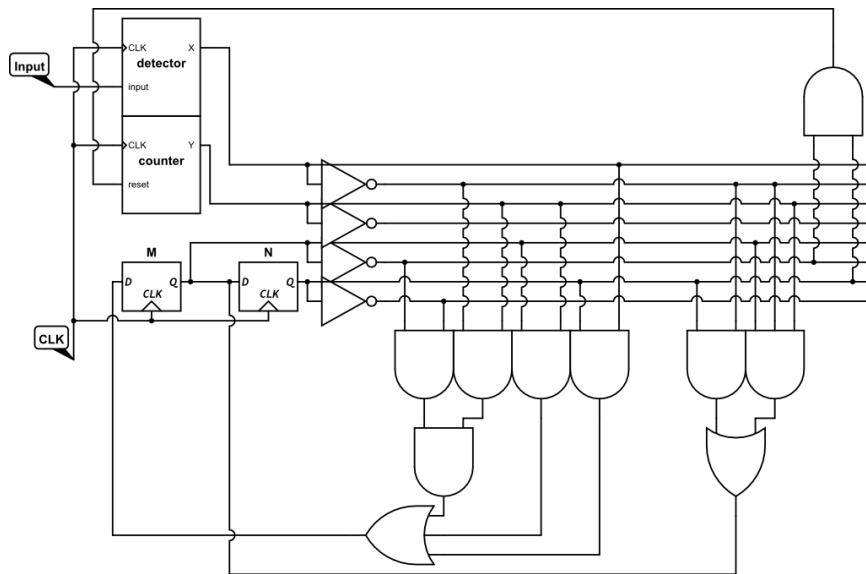 CLK X
detector
Input
input
CLK Y
counter
reset
M N
D Q D Q
CLK CLK
CLK